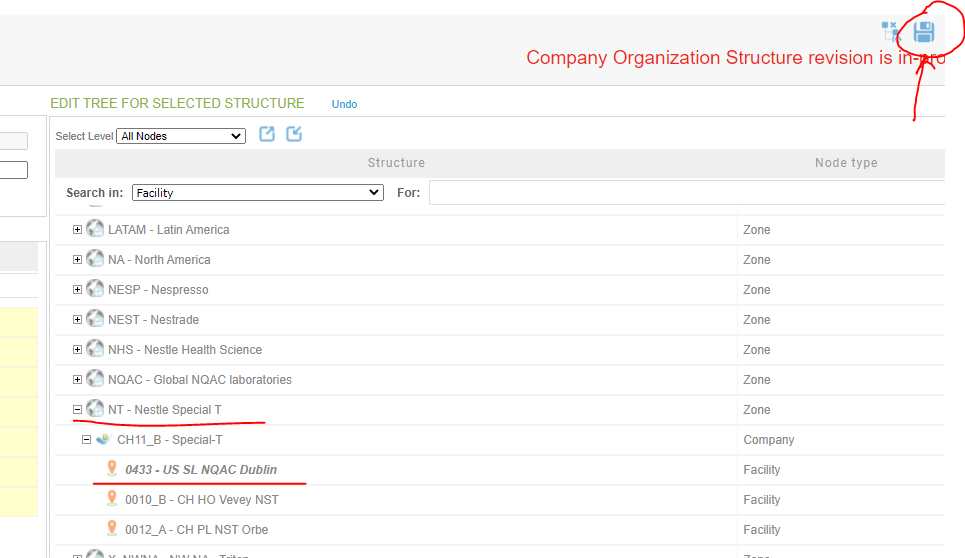 Company Organization Structure revision is in-pro
EDIT TREE FOR SELECTED STRUCTURE Undo
Select Level All Nodes
Structure Node type
Search in: Facility For:
LATAM - Latin America Zone
NA - North America Zone
NESP - Nespresso Zone
NEST - Nestrade Zone
NHS - Nestle Health Science Zone
NQAC - Global NQAC laboratories Zone
NT - Nestle Special T Zone
CH11_B - Special-T Company
0433 - US SL NQAC Dublin Facility
0010_B - CH HO Vevey NST Facility
0012_A - CH PL NST Orbe Facility